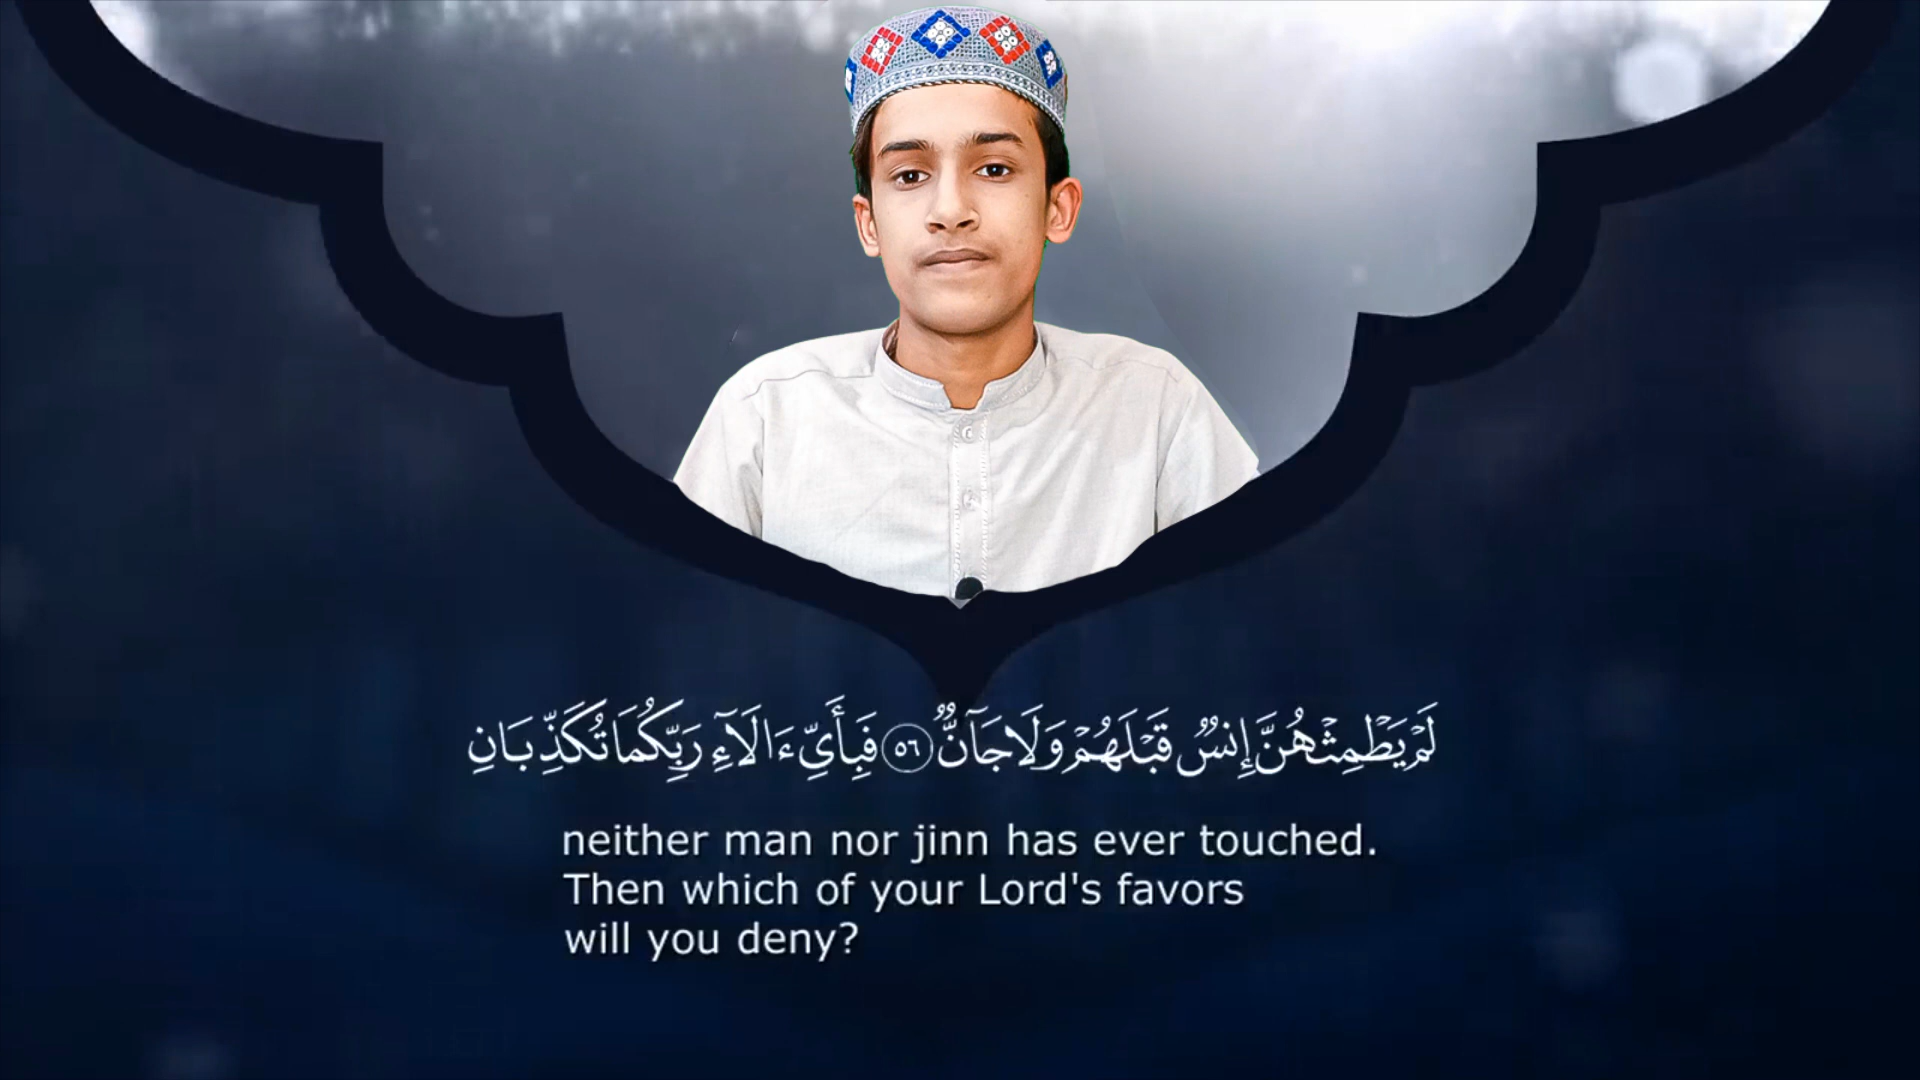 لَمْ يَطْمِثْهُنَّ إِنسٌ قَبْلَهُمْ وَلَا جَآنٌّ ٥٦ فَبِأَىِّ ءَالَآءِ رَبِّكُمَا تُكَذِّبَانِ
neither man nor jinn has ever touched.
Then which of your Lord's favors
will you deny?